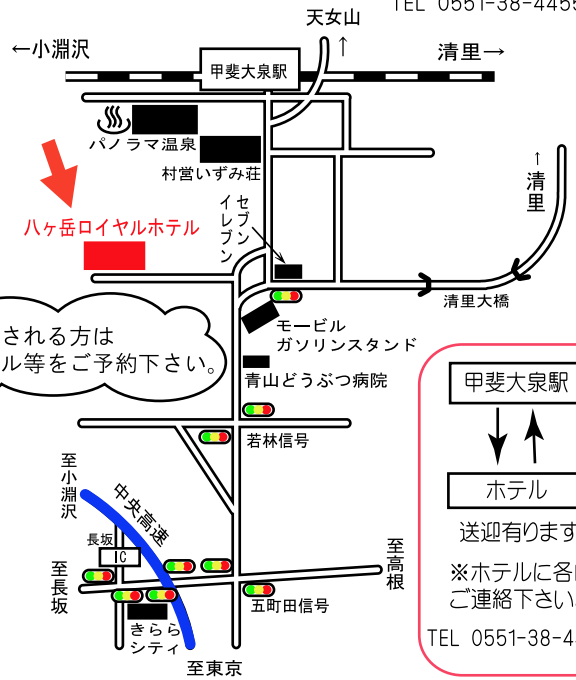 TEL 0551-38-4455
天女山
←小淵沢
↑
清里→
甲斐大泉駅
パノラマ温泉
村営いずみ荘
↑清里
セブン
イレブン
八ヶ岳ロイヤルホテル
清里大橋
モービル
ガソリンスタンド
される方は
ル等をご予約下さい。
青山どうぶつ病院
甲斐大泉駅
若林信号
ホテル
至小淵沢
中央高速
送迎有ります
長坂
IC
至長坂
至高根
※ホテルに各
ご連絡下さい
五町田信号
きらら
シティ
TEL 0551-38-4
至東京